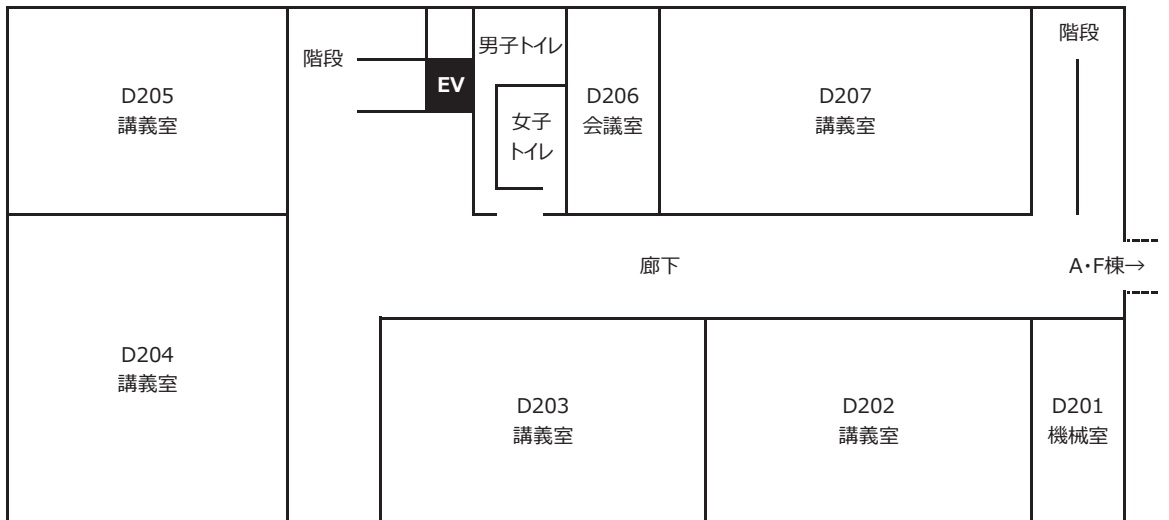 D205
講義室
階段
EV
男子トイレ
女子
トイレ
D206
会議室
D207
講義室
階段
廊下
A・F棟→
D204
講義室
D203
講義室
D202
講義室
D201
機械室